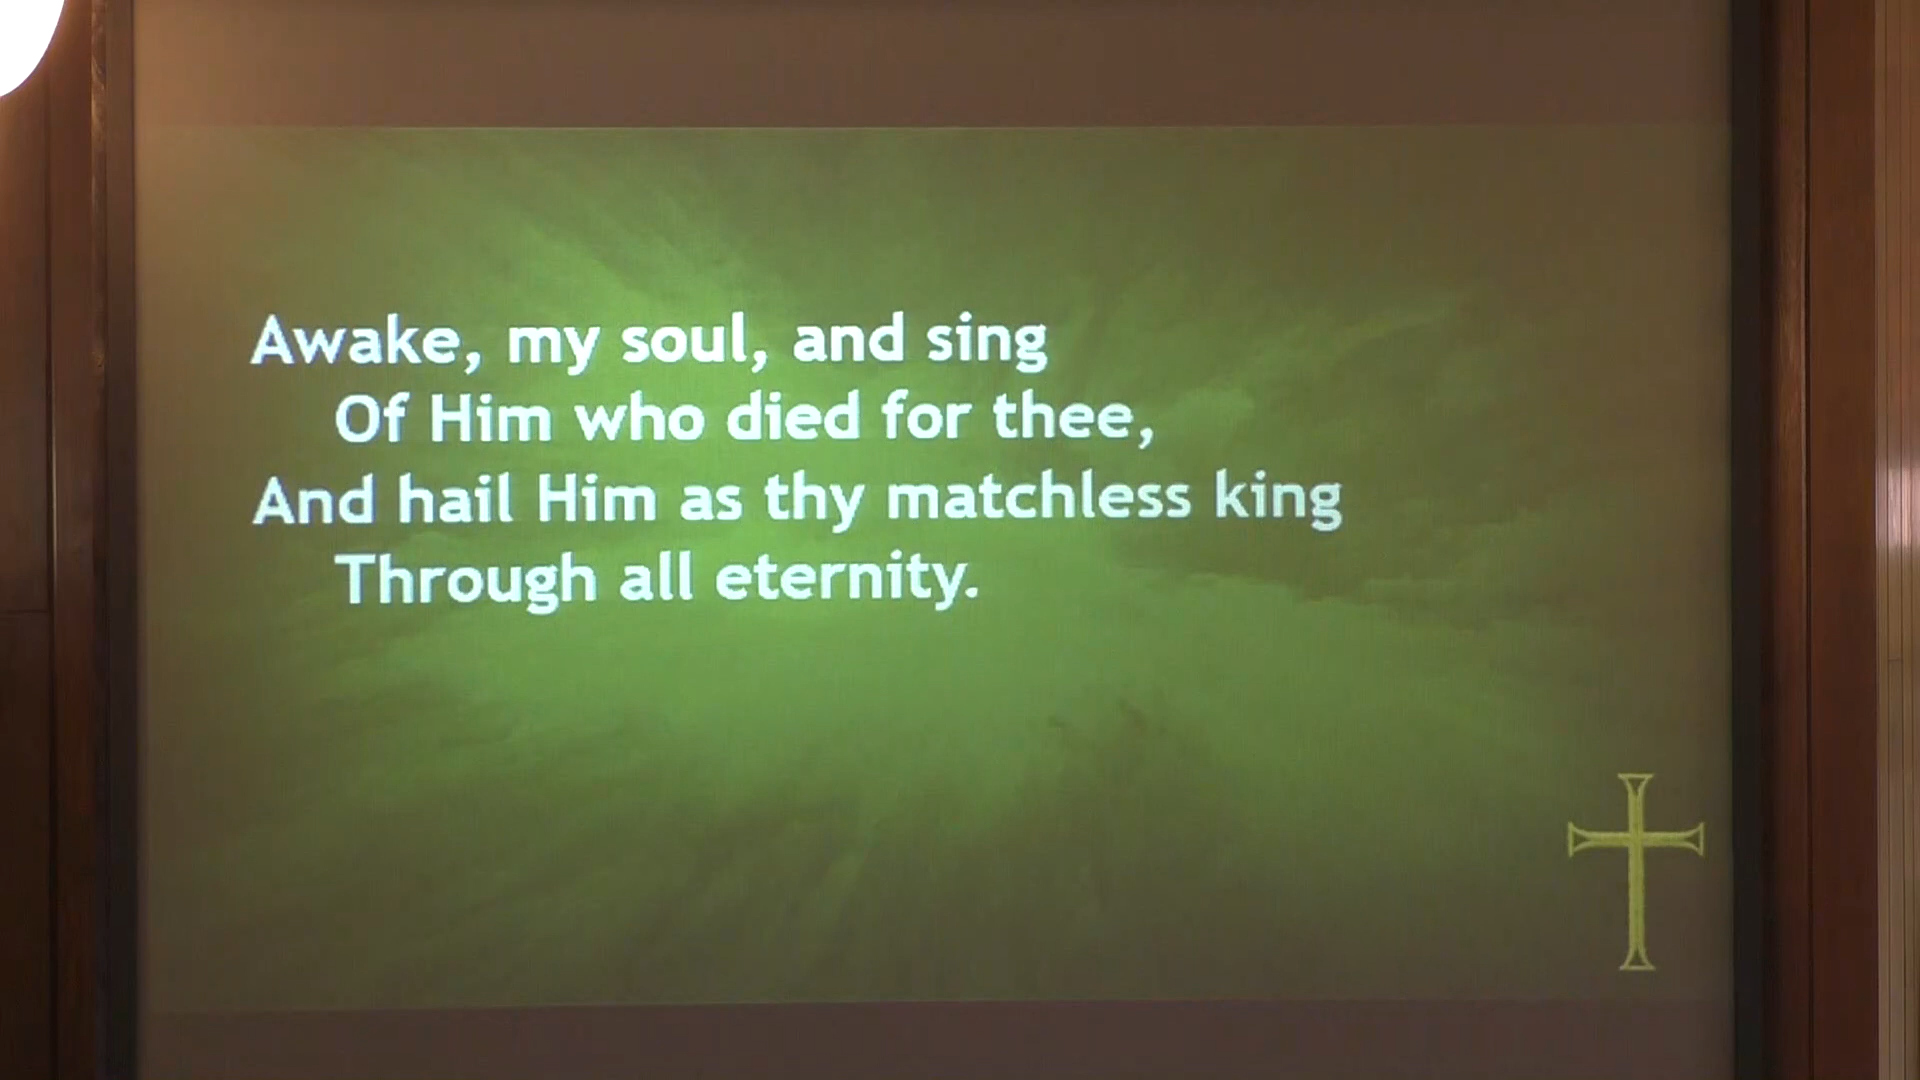 Awake, my soul, and sing
Of Him who died for thee,
And hail Him as thy matchless king
Through all eternity.